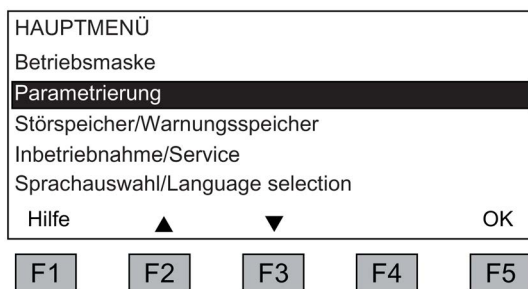 HAUPTMENÜ
Betriebsmaske
Parametrierung
Störspeicher/Warnungsspeicher
Inbetriebnahme/Service
Sprachauswahl/Language selection
Hilfe ▲ ▼ OK
F1 F2 F3 F4 F5